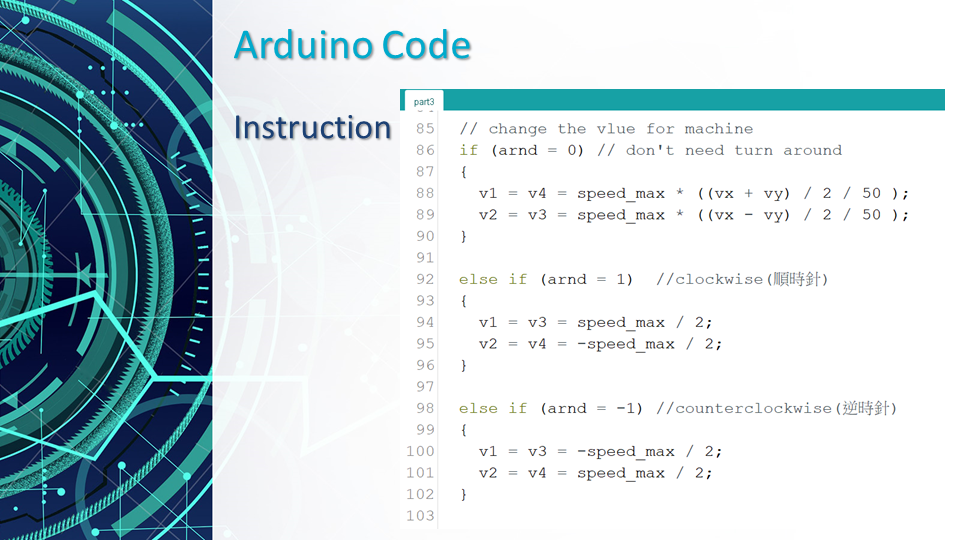 Arduino Code
Instruction
part3
85 // change the vlue for machine
86 if (arnd = 0) // don't need turn around
87 {
88 v1 = v4 = speed_max * ((vx + vy) / 2 / 50 );
89 v2 = v3 = speed_max * ((vx - vy) / 2 / 50 );
90 }
91
92 else if (arnd = 1) //clockwise(順時針)
93 {
94 v1 = v3 = speed_max / 2;
95 v2 = v4 = -speed_max / 2;
96 }
97
98 else if (arnd = -1) //counterclockwise(逆時針)
99 {
100 v1 = v3 = -speed_max / 2;
101 v2 = v4 = speed_max / 2;
102 }
103